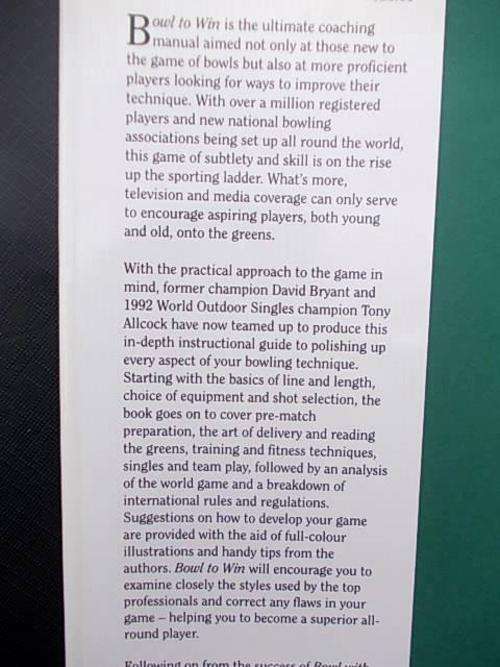 Bowl to Win is the ultimate coaching
manual aimed not only at those new to
the game of bowls but also at more proficient
players looking for ways to improve their
technique. With over a million registered
players and new national bowling
associations being set up all round the world,
this game of subtlety and skill is on the rise
up the sporting ladder. What's more,
television and media coverage can only serve
to encourage aspiring players, both young
and old, onto the greens.
With the practical approach to the game in
mind, former champion David Bryant and
1992 World Outdoor Singles champion Tony
Allcock have now teamed up to produce this
in-depth instructional guide to polishing up
every aspect of your bowling technique.
Starting with the basics of line and length,
choice of equipment and shot selection, the
book goes on to cover pre-match
preparation, the art of delivery and reading
the greens, training and fitness techniques,
singles and team play, followed by an analysis
of the world game and a breakdown of
international rules and regulations.
Suggestions on how to develop your game
are provided with the aid of full-colour
illustrations and handy tips from the
authors. Bowl to Win will encourage you to
examine closely the styles used by the top
professionals and correct any flaws in your
game – helping you to become a superior all-
round player.
Following on from the success of Bowl with